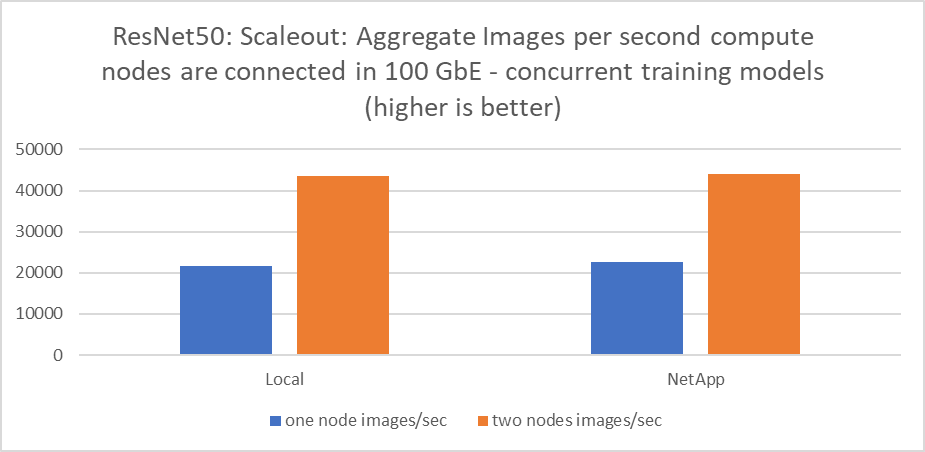 ResNet50: Scaleout: Aggregate Images per second compute
nodes are connected in 100 GbE - concurrent training models
(higher is better)
50000
40000
30000
20000
10000
0
Local
NetApp
one node images/sec
two nodes images/sec